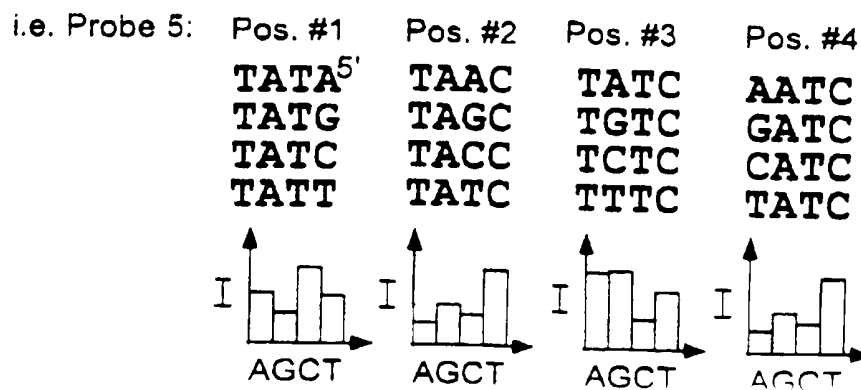 i.e. Probe 5: Pos. #1 Pos. #2 Pos. #3 Pos. #4
TATA5' TAAC TATC AATC
TATG TAGC TGTC GATC
TATC TACC TCTC CATC
TATT TATC TTTC TATC
I I I I
AGCT AGCT AGCT AGCT